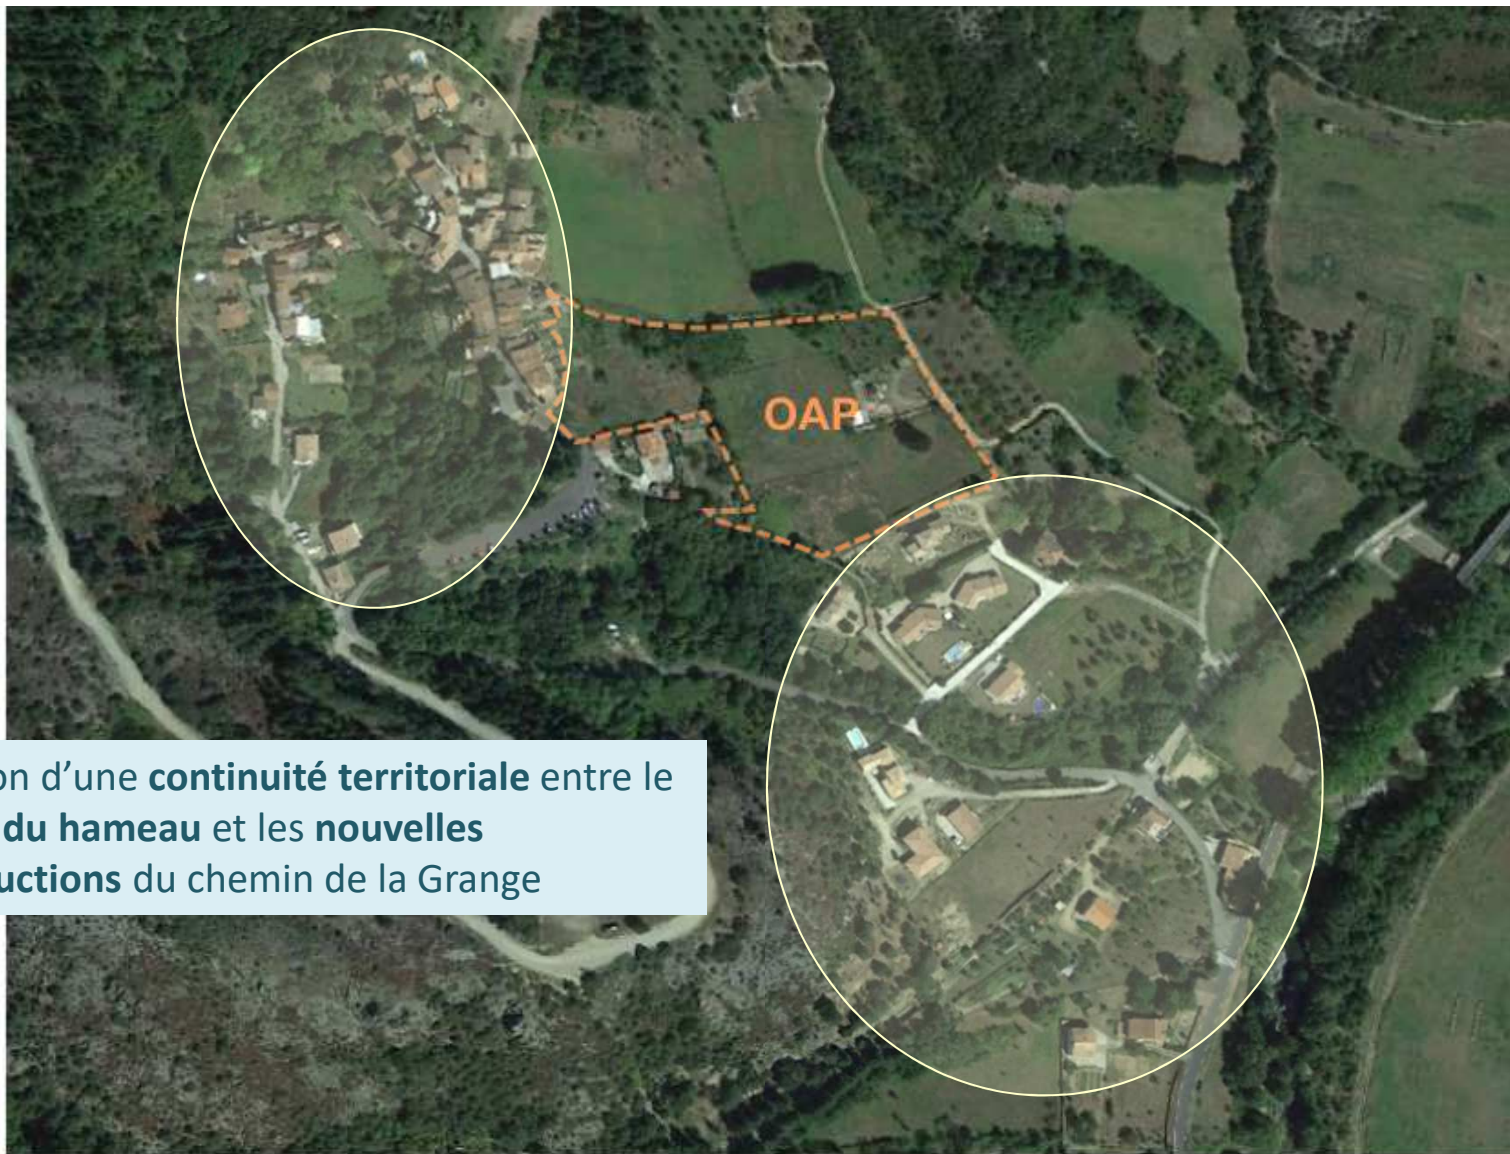 OAP
on d’une continuité territoriale entre le
du hameau et les nouvelles
uctions du chemin de la Grange